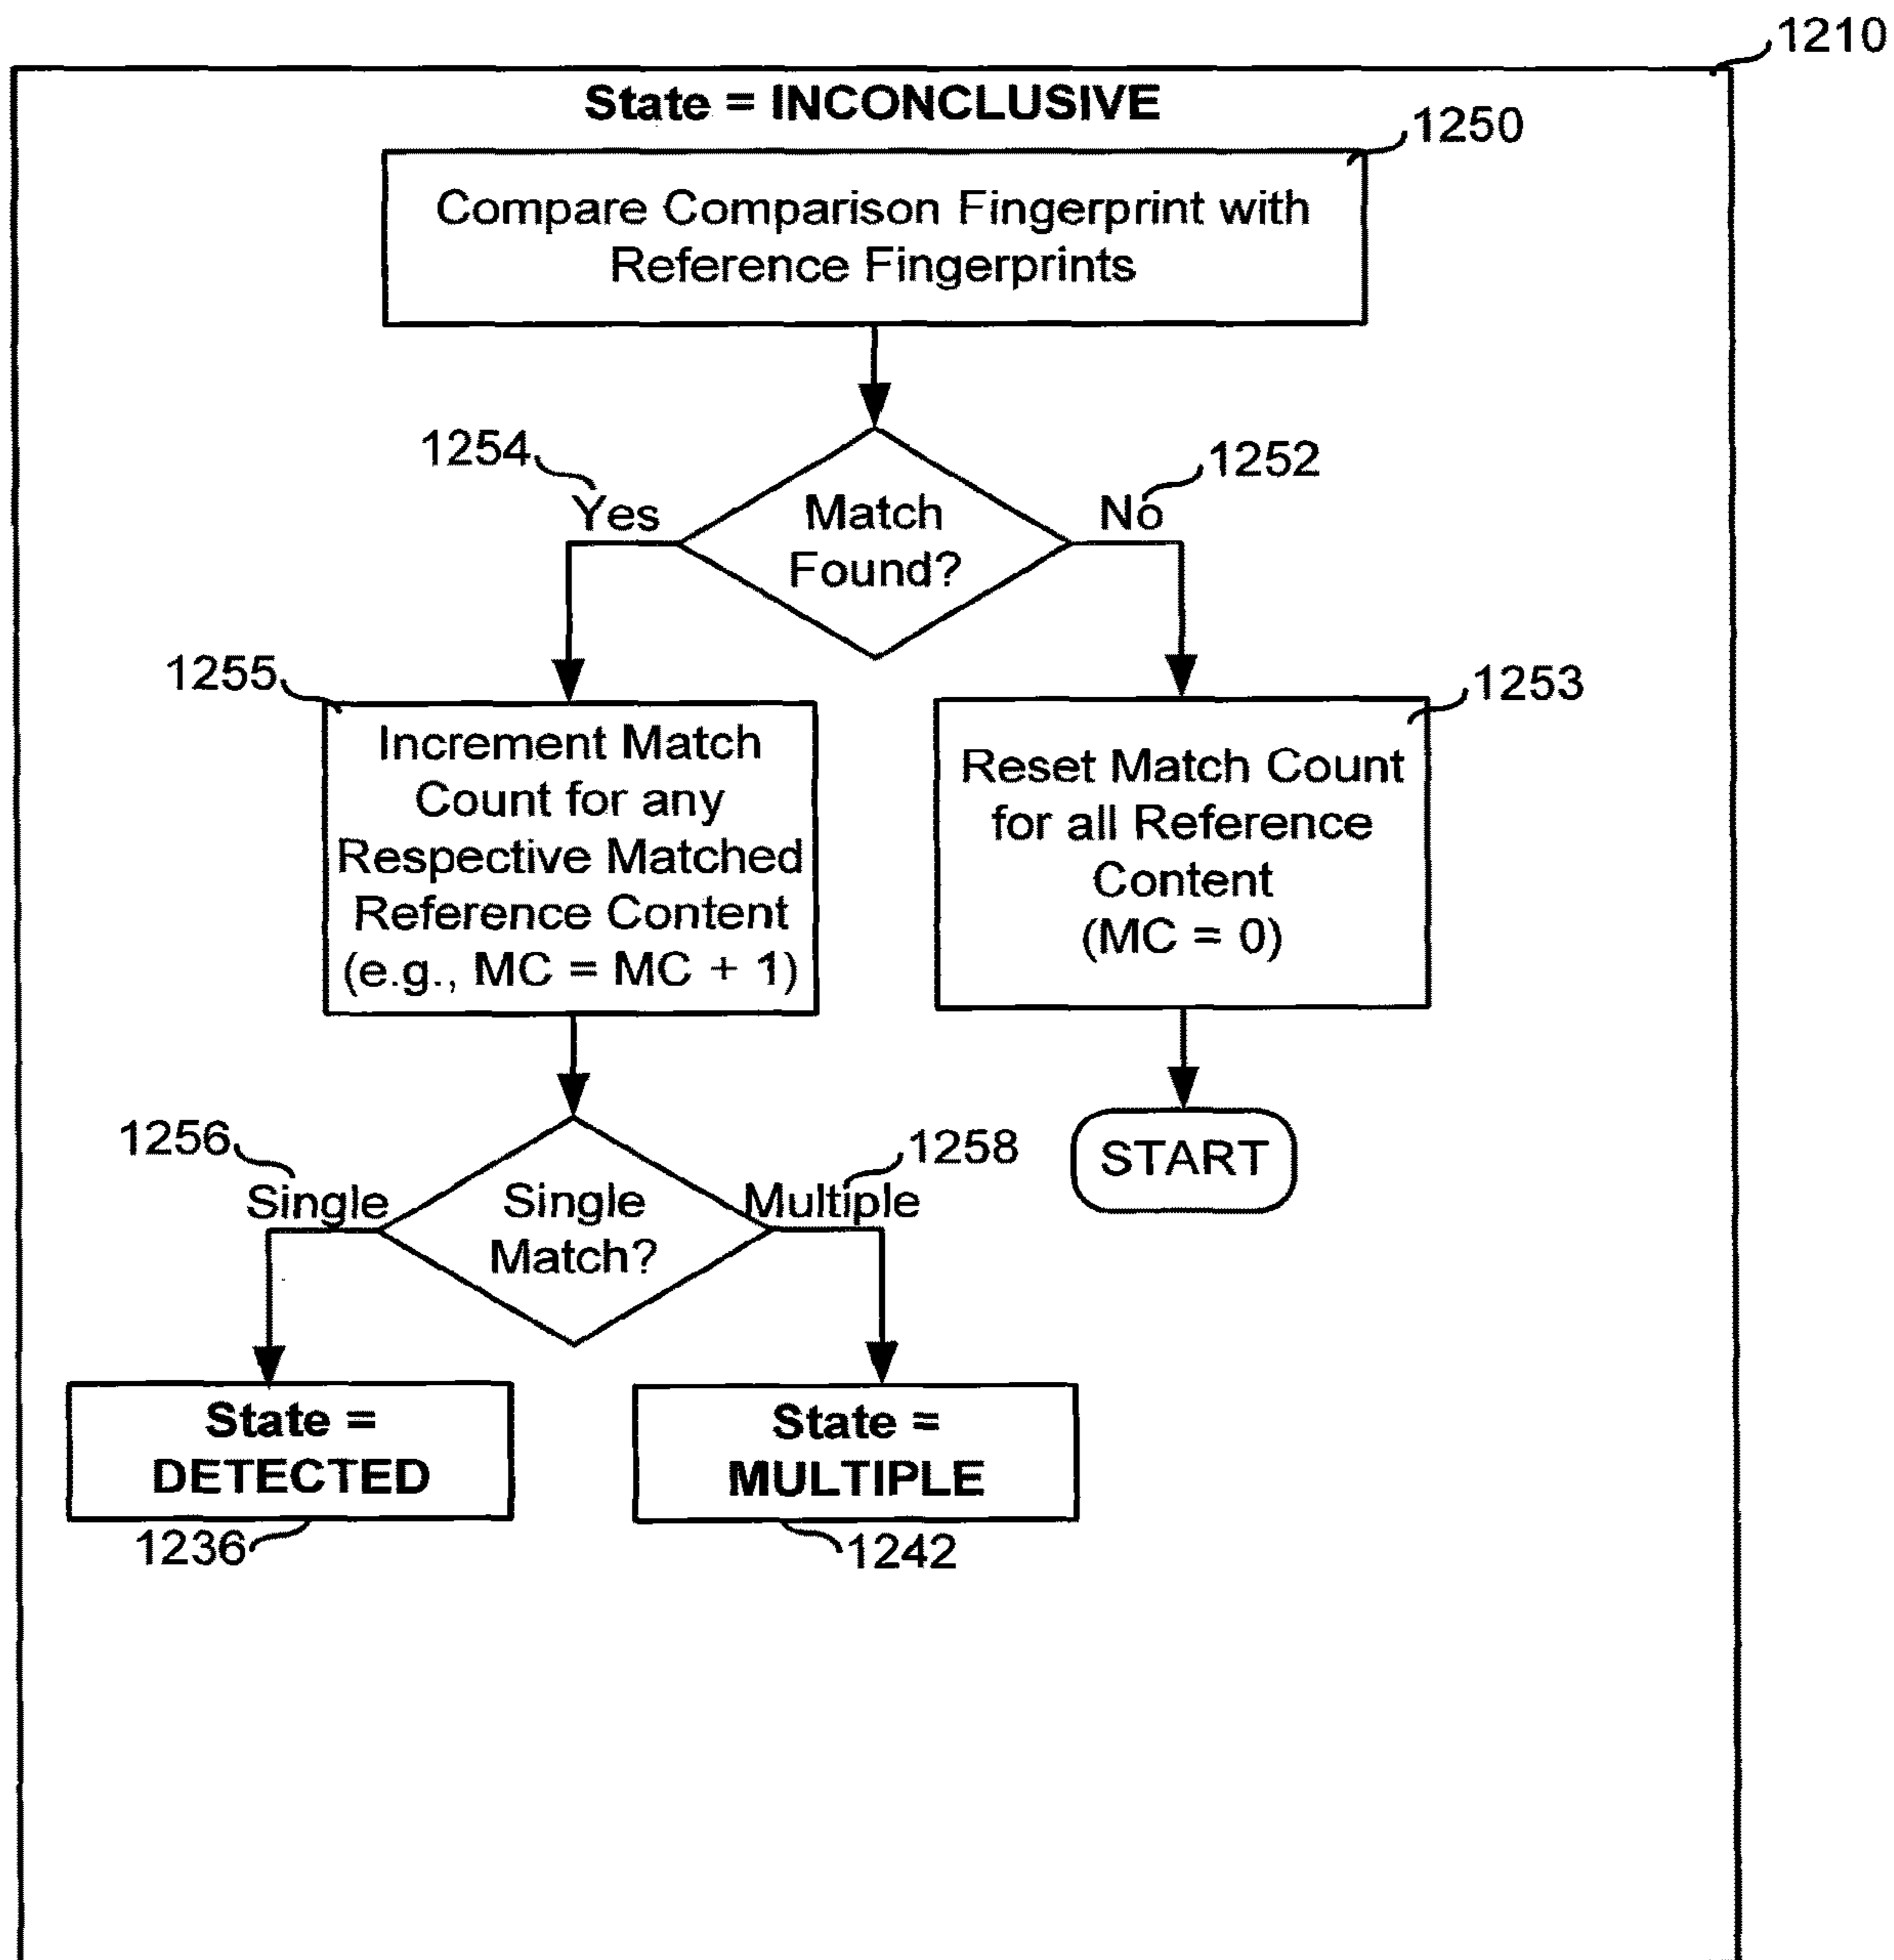 1210
State = INCONCLUSIVE
1250
Compare Comparison Fingerprint with
Reference Fingerprints
1254
1252
Yes
Match
Found?
No
1255
1253
Increment Match
Count for any
Respective Matched
Reference Content
(e.g., MC = MC + 1)
Reset Match Count
for all Reference
Content
(MC = 0)
START
1256
1258
Single
Single
Match?
Multiple
State =
DETECTED
1236
State =
MULTIPLE
1242